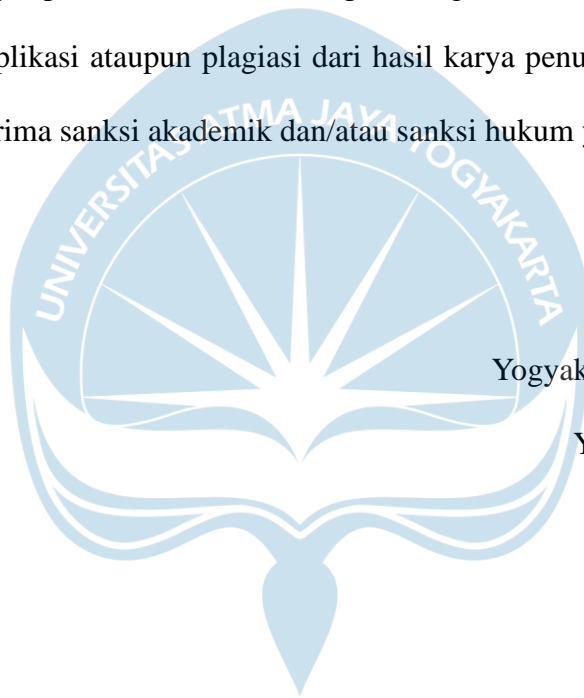 plikasi ataupun plagiasi dari hasil karya penu
rima sanksi akademik dan/atau sanksi hukum y
UNIVERSITAS ATMA JAYA YOGYAKARTA
Yogyak
Y